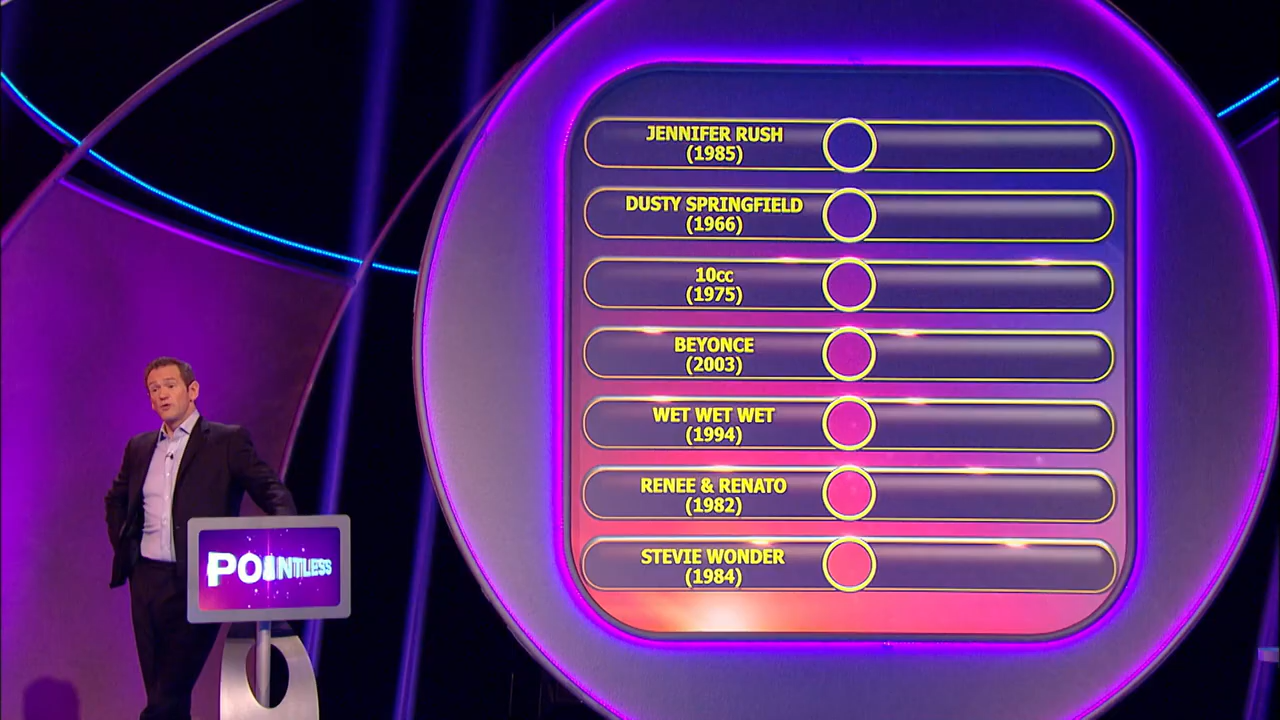 JENNIFER RUSH
(1985)
DUSTY SPRINGFIELD
(1966)
10cc
(1975)
BEYONCE
(2003)
WET WET WET
(1994)
RENEE & RENATO
(1982)
STEVIE WONDER
(1984)
POINTLESS